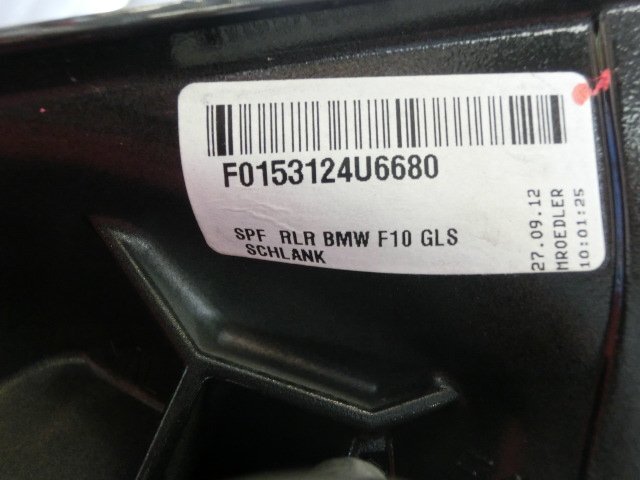 F0153124U6680
SPF RLR BMW F10 GLS
SCHLANK
27.09.12
MROEDLER
10:01:25